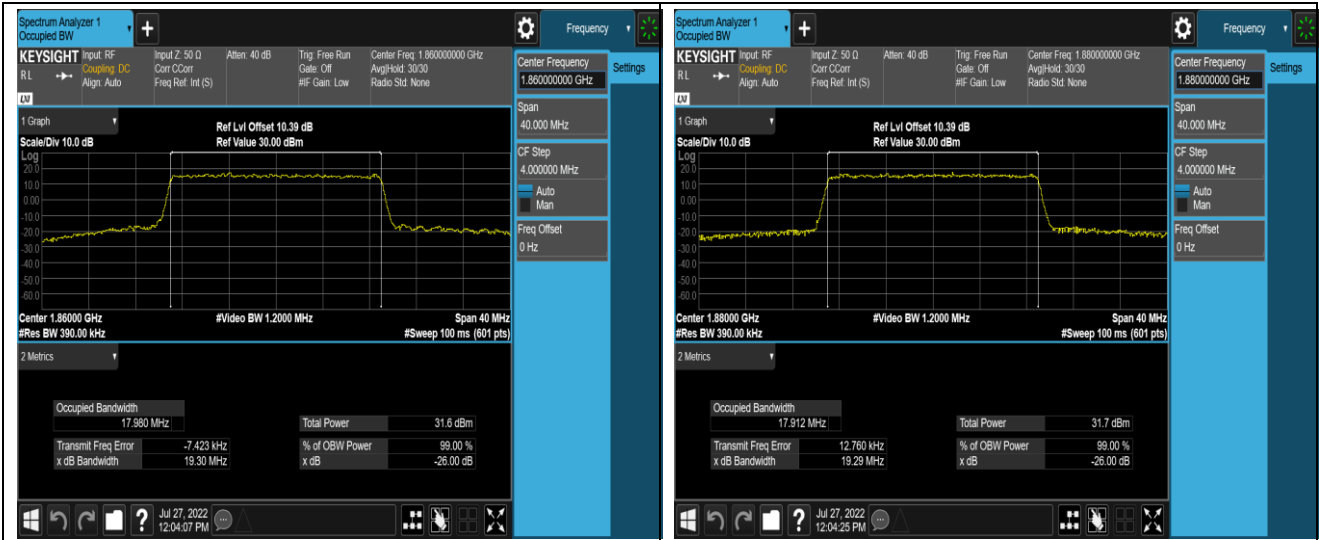 Spectrum Analyzer 1
Occupied BW
+
Frequency
KEYSIGHT Input: RF Input Z: 50 Ω Atten: 40 dB Trig: Free Run Center Freq: 1.860000000 GHz
Coupling: DC Corr CCorr Gate: Off Avg|Hold: 30/30
RL Align: Auto Freq Ref: Int (S) #IF Gain: Low Radio Std: None
LXI
Center Frequency
1.860000000 GHz
Settings
Span
40.000 MHz
CF Step
4.000000 MHz
Auto
Man
Freq Offset
0 Hz
1 Graph
Ref Lvl Offset 10.39 dB
Scale/Div 10.0 dB Ref Value 30.00 dBm
Log
20.0
10.0
0.00
-10.0
-20.0
-30.0
-40.0
-50.0
-60.0
Center 1.86000 GHz #Video BW 1.2000 MHz Span 40 MHz
#Res BW 390.00 kHz #Sweep 100 ms (601 pts)
2 Metrics
Occupied Bandwidth
17.980 MHz Total Power 31.6 dBm
Transmit Freq Error -7.423 kHz % of OBW Power 99.00 %
x dB Bandwidth 19.30 MHz x dB -26.00 dB
? Jul 27, 2022
12:04:07 PM
Spectrum Analyzer 1
Occupied BW
+
Frequency
KEYSIGHT Input: RF Input Z: 50 Ω Atten: 40 dB Trig: Free Run Center Freq: 1.880000000 GHz
Coupling: DC Corr CCorr Gate: Off Avg|Hold: 30/30
RL Align: Auto Freq Ref: Int (S) #IF Gain: Low Radio Std: None
LXI
Center Frequency
1.880000000 GHz
Settings
Span
40.000 MHz
CF Step
4.000000 MHz
Auto
Man
Freq Offset
0 Hz
1 Graph
Ref Lvl Offset 10.39 dB
Scale/Div 10.0 dB Ref Value 30.00 dBm
Log
20.0
10.0
0.00
-10.0
-20.0
-30.0
-40.0
-50.0
-60.0
Center 1.88000 GHz #Video BW 1.2000 MHz Span 40 MHz
#Res BW 390.00 kHz #Sweep 100 ms (601 pts)
2 Metrics
Occupied Bandwidth
17.912 MHz Total Power 31.7 dBm
Transmit Freq Error 12.760 kHz % of OBW Power 99.00 %
x dB Bandwidth 19.29 MHz x dB -26.00 dB
? Jul 27, 2022
12:04:25 PM